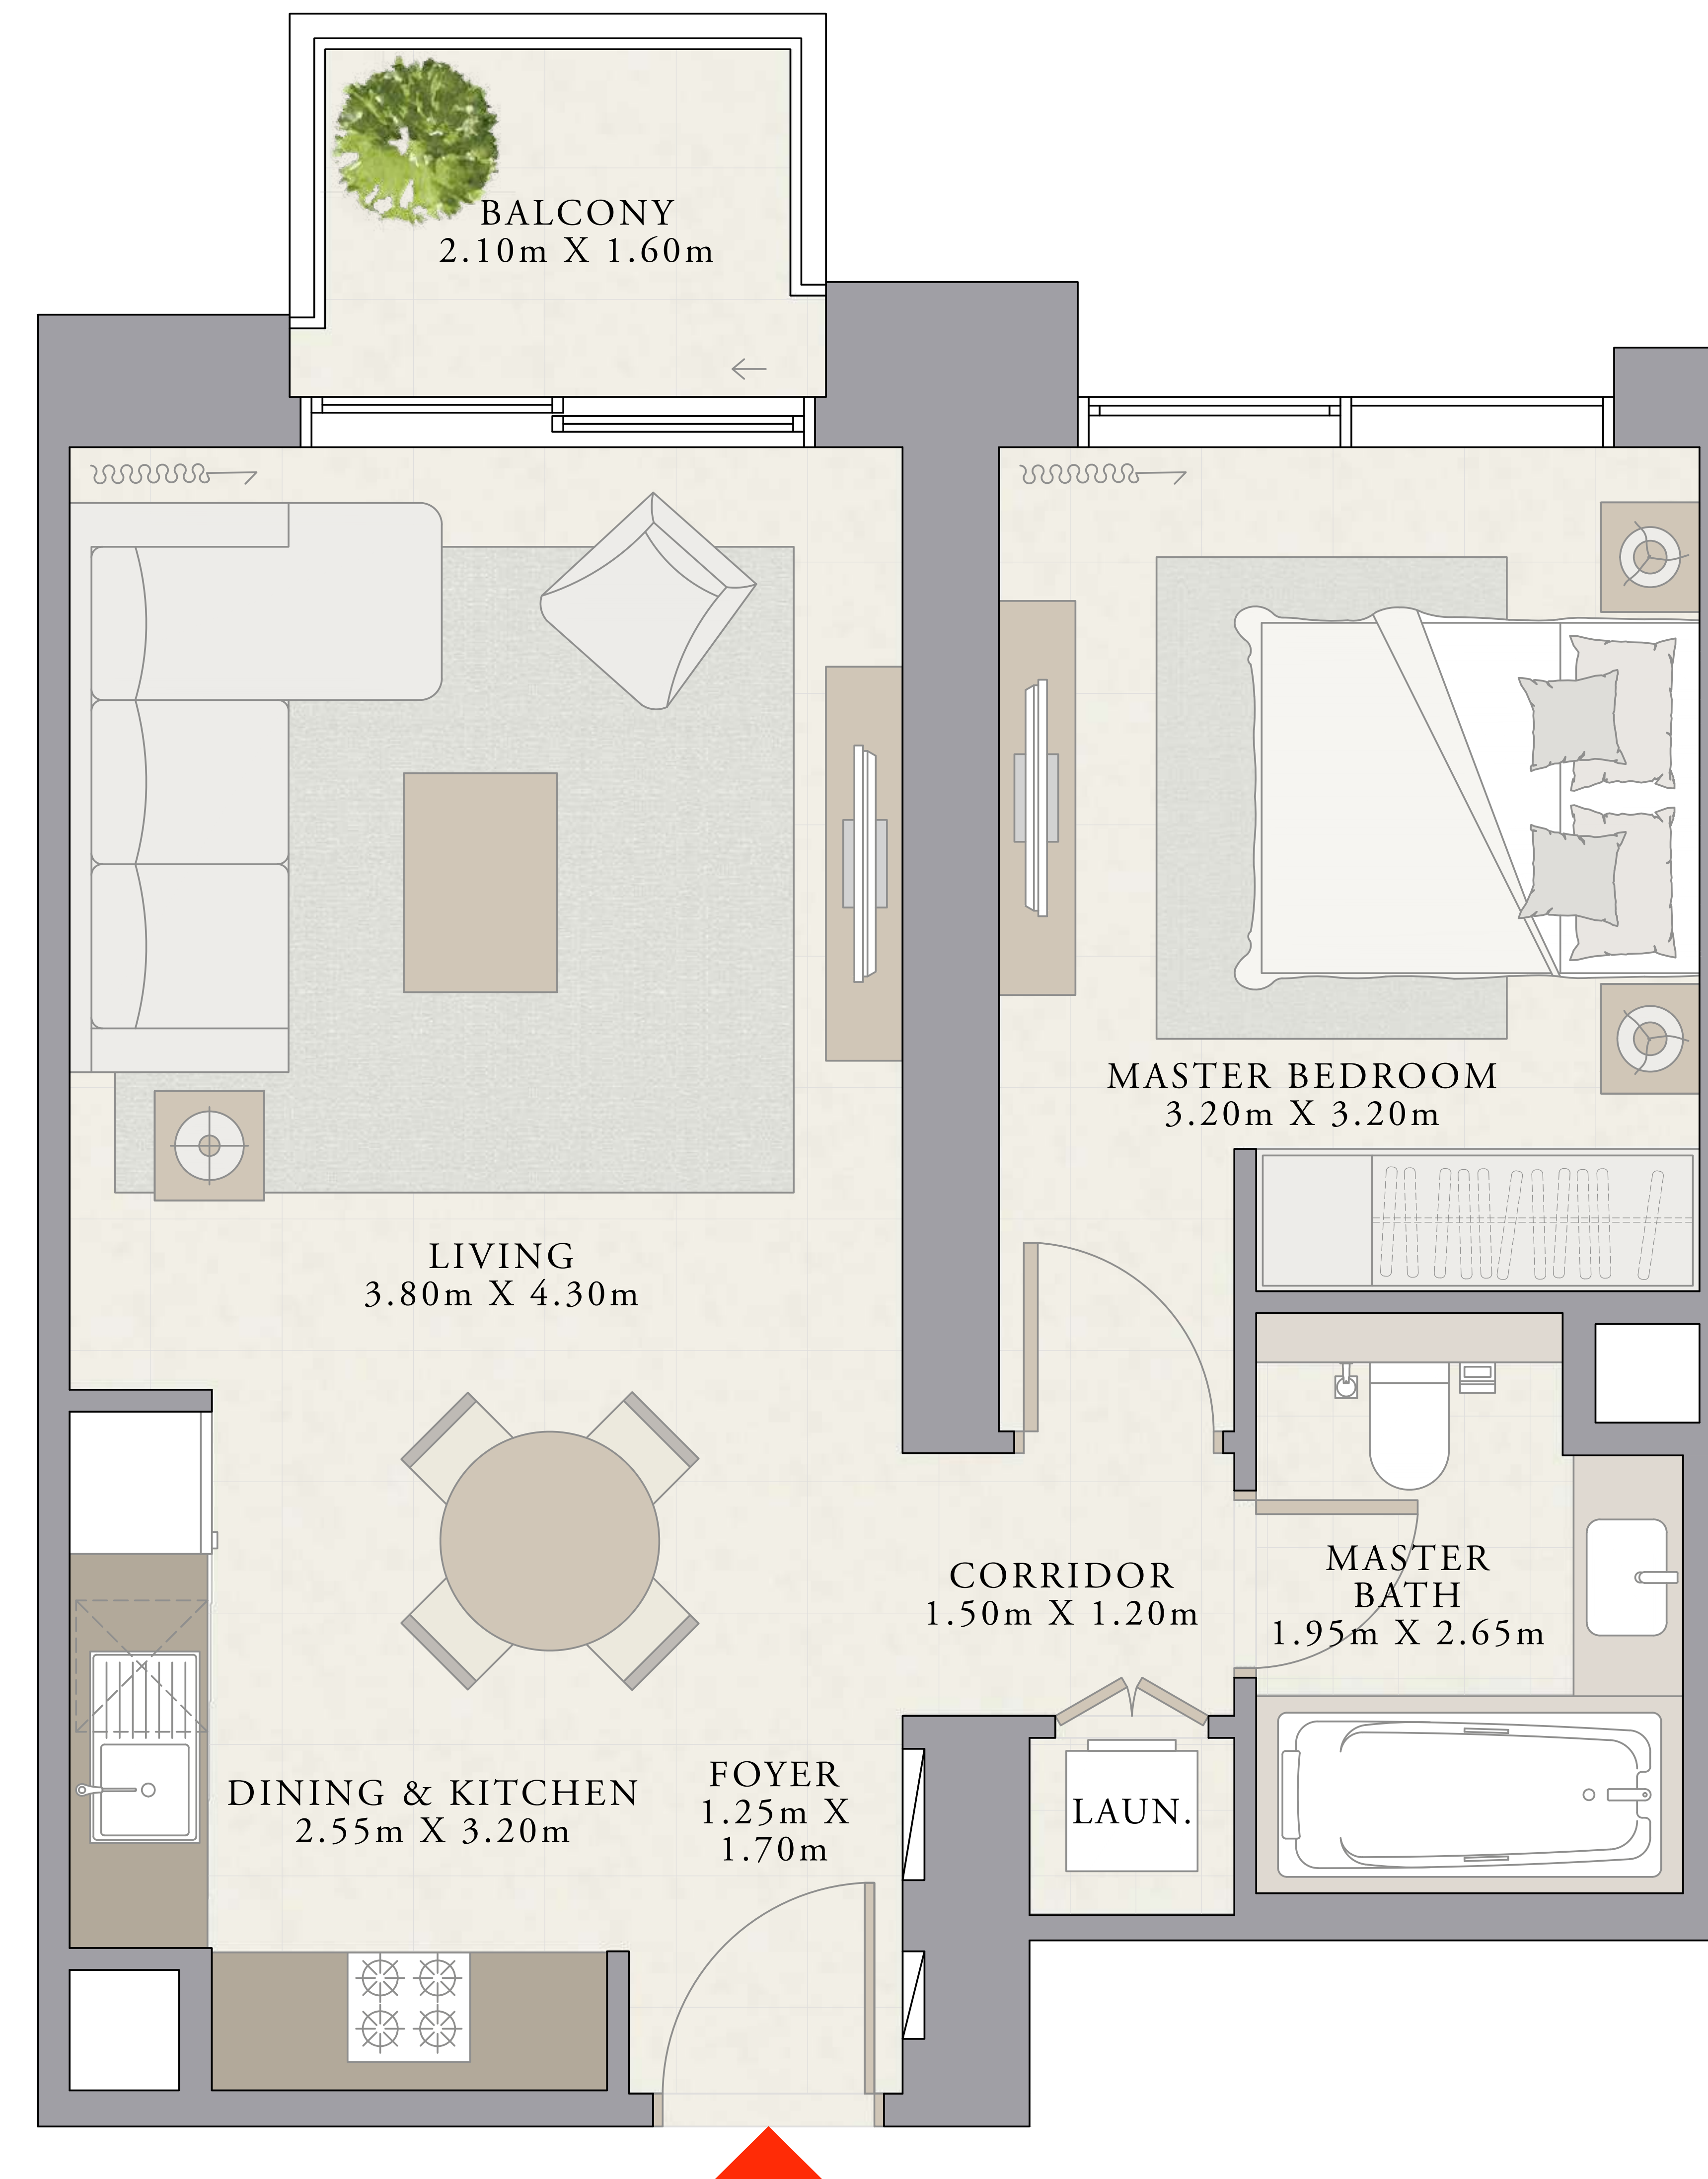 BALCONY
2.10m X 1.60m
MASTER BEDROOM
3.20m X 3.20m
LIVING
3.80m X 4.30m
CORRIDOR
1.50m X 1.20m
MASTER
BATH
1.95m X 2.65m
DINING & KITCHEN
2.55m X 3.20m
FOYER
1.25m X
1.70m
LAUN.